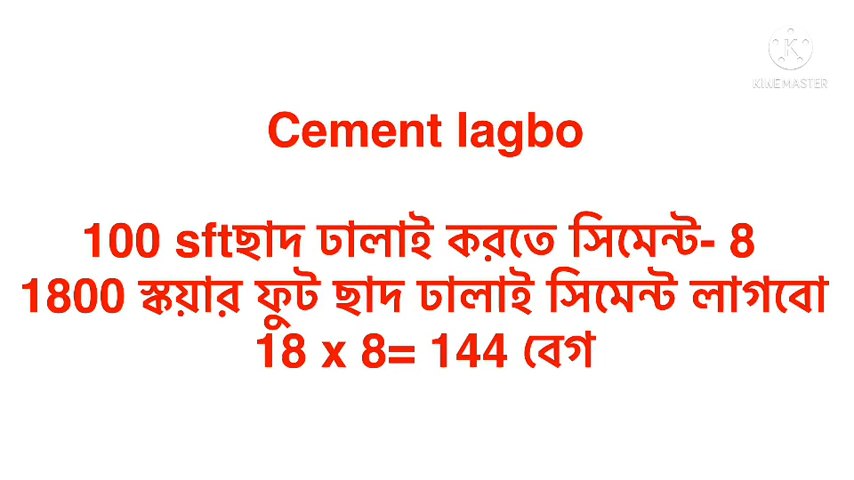 KINEMASTER
Cement lagbo
100 sftছাদ ঢালাই করতে সিমেন্ট- 8
1800 স্কয়ার ফুট ছাদ ঢালাই সিমেন্ট লাগবো
18 x 8= 144 বেগ